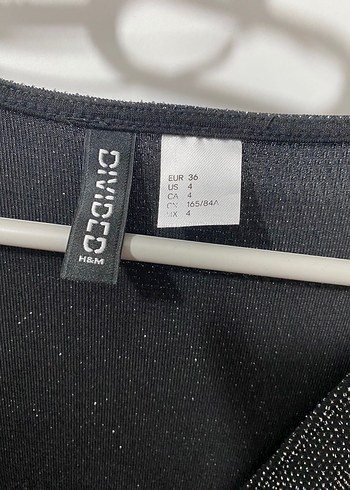 DIVIDED
H&M
EUR 36
US 4
CA 4
CN 165/84A
MX 4